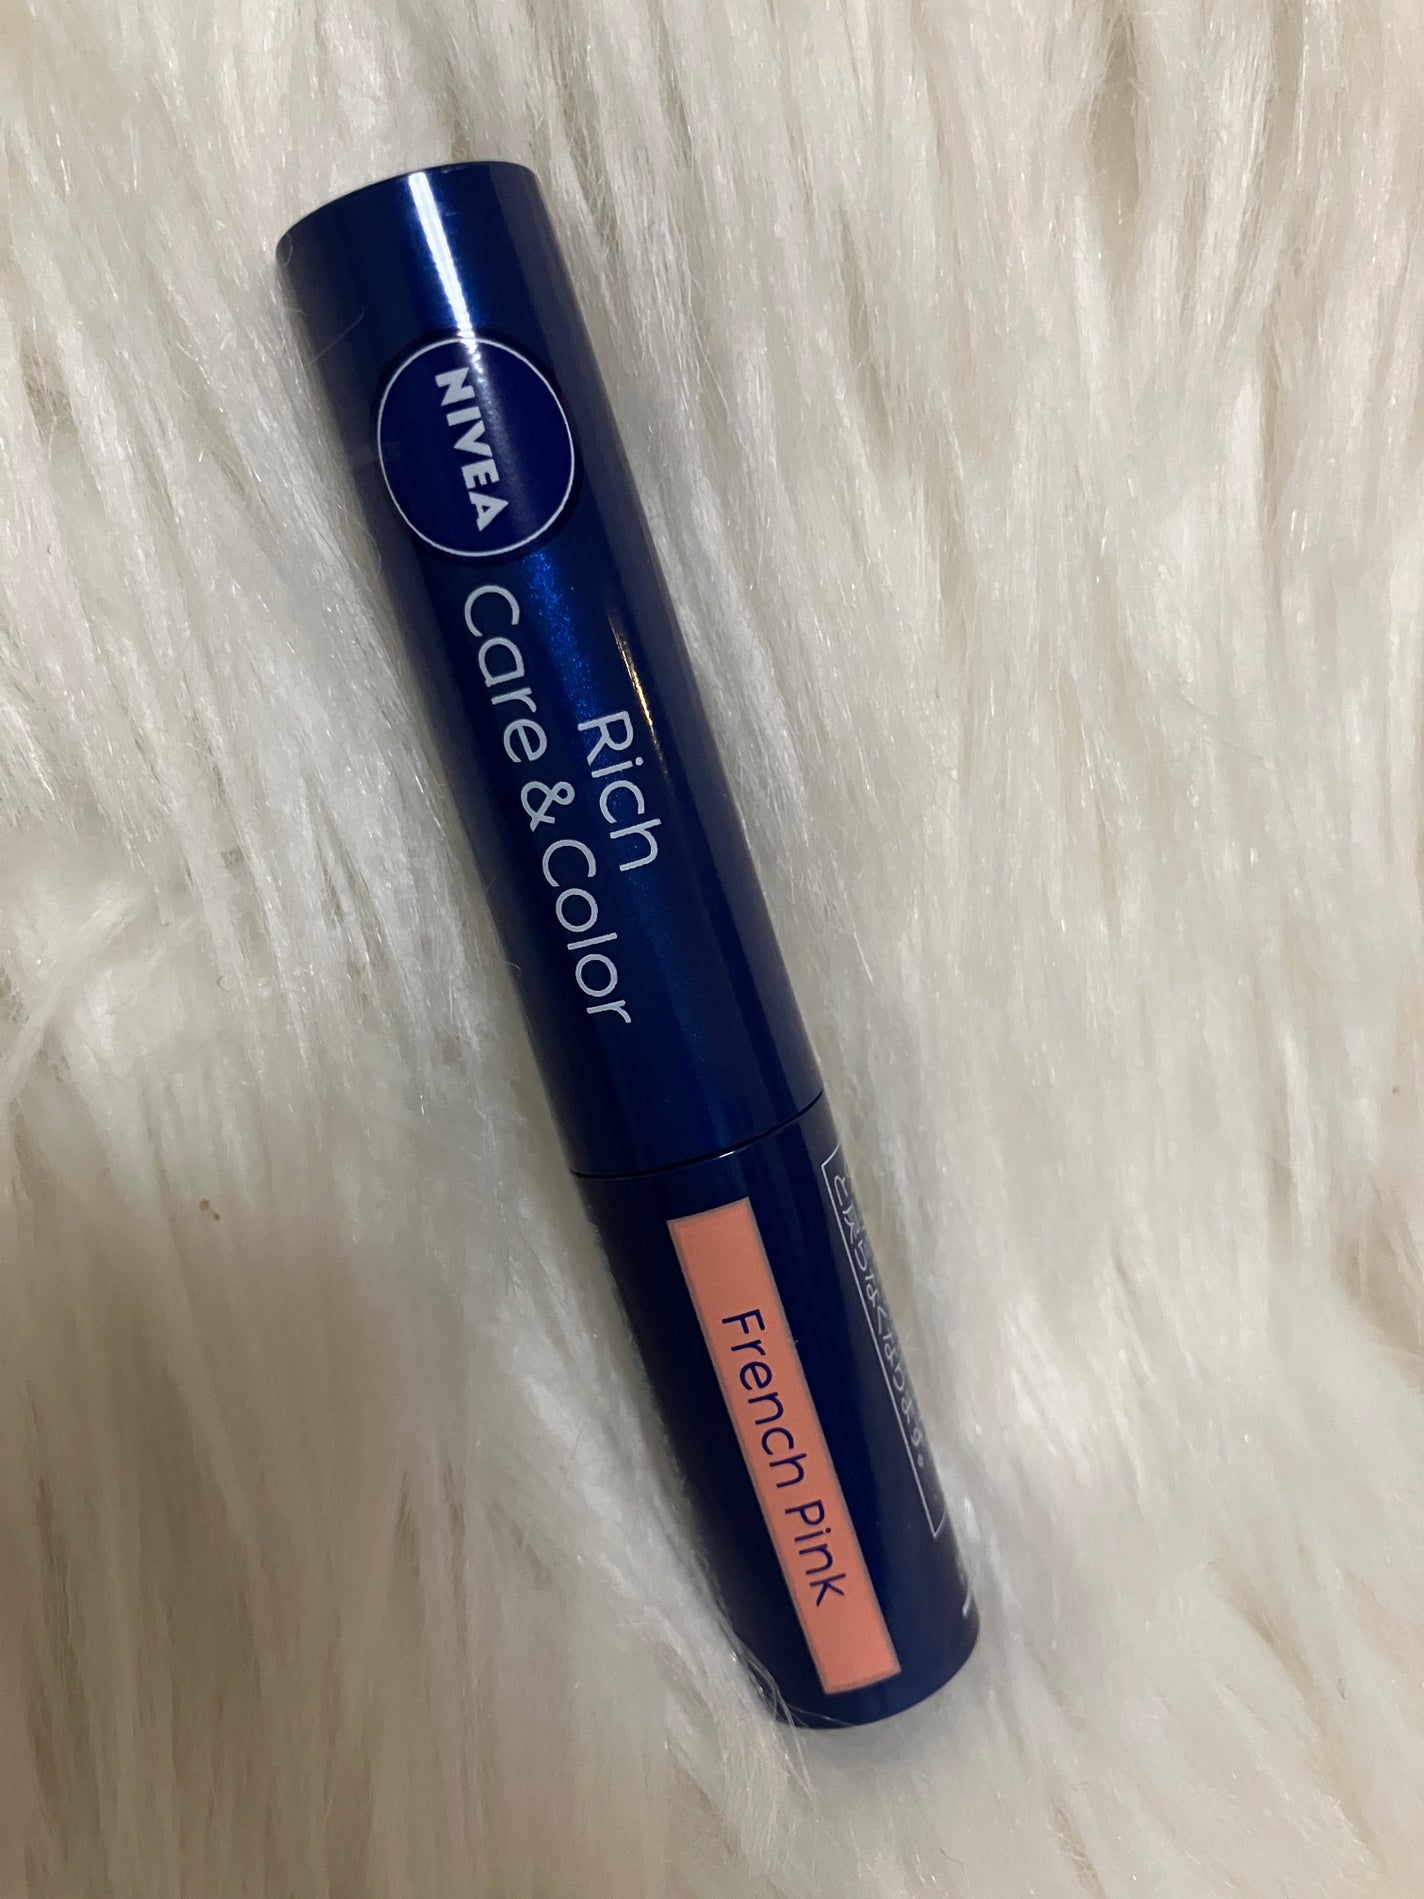 NIVEA
Rich
Care & Color
French Pink